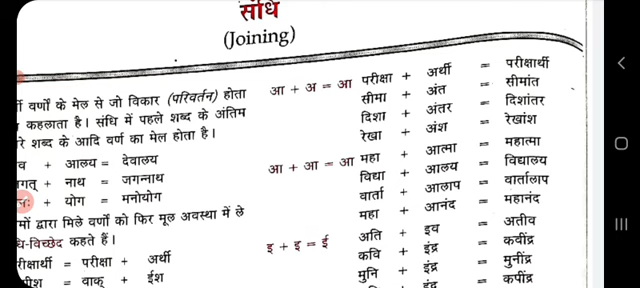 संधि
(Joining)
वर्णों के मेल से जो विकार (परिवर्तन) होता
कहलाता है। संधि में पहले शब्द के अंतिम
शब्द के आदि वर्ण का मेल होता है।
+ आलय = देवालय
+ नाथ = जगन्नाथ
+ योग = मनोयोग
द्वारा मिले वर्णों को फिर मूल अवस्था में ले
कहते हैं।
= परीक्षा + अर्थी
= वाक् + ईश
आ + अ = आ परीक्षा + अर्थी = परीक्षार्थी
सीमा + अंत = सीमांत
दिशा + अंतर = दिशांतर
रेखा + अंश = रेखांश
आ + आ = आ महा + आत्मा = महात्मा
विद्या + आलय = विद्यालय
वार्ता + आलाप = वार्तालाप
महा + आनंद = महानंद
इ + इ = ई अति + इव = अतीव
कवि + इंद्र = कवींद्र
मुनि + इंद्र = मुनींद्र
+ इंद्र = कपींद्र